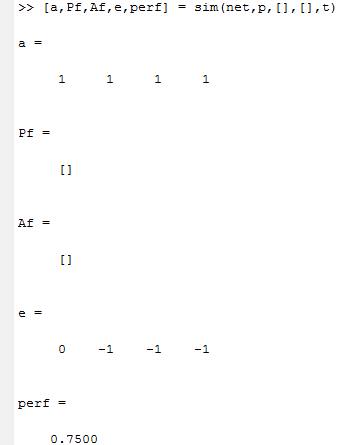 >> [a,Pf,Af,e,perf] = sim(net,p,[],[],t)
a =
1 1 1 1
Pf =
[]
Af =
[]
e =
0 -1 -1 -1
perf =
0.7500